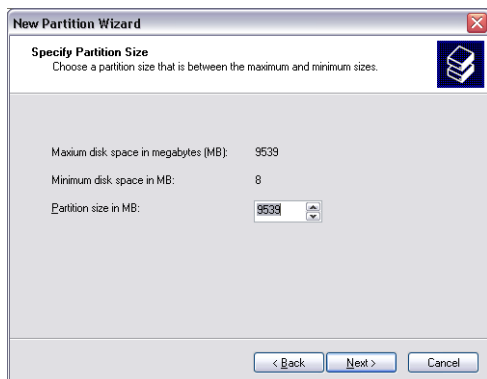 New Partition Wizard
Specify Partition Size
Choose a partition size that is between the maximum and minimum sizes.
Maxium disk space in megabytes (MB): 9539
Minimum disk space in MB: 8
Partition size in MB: 9539
< Back Next > Cancel